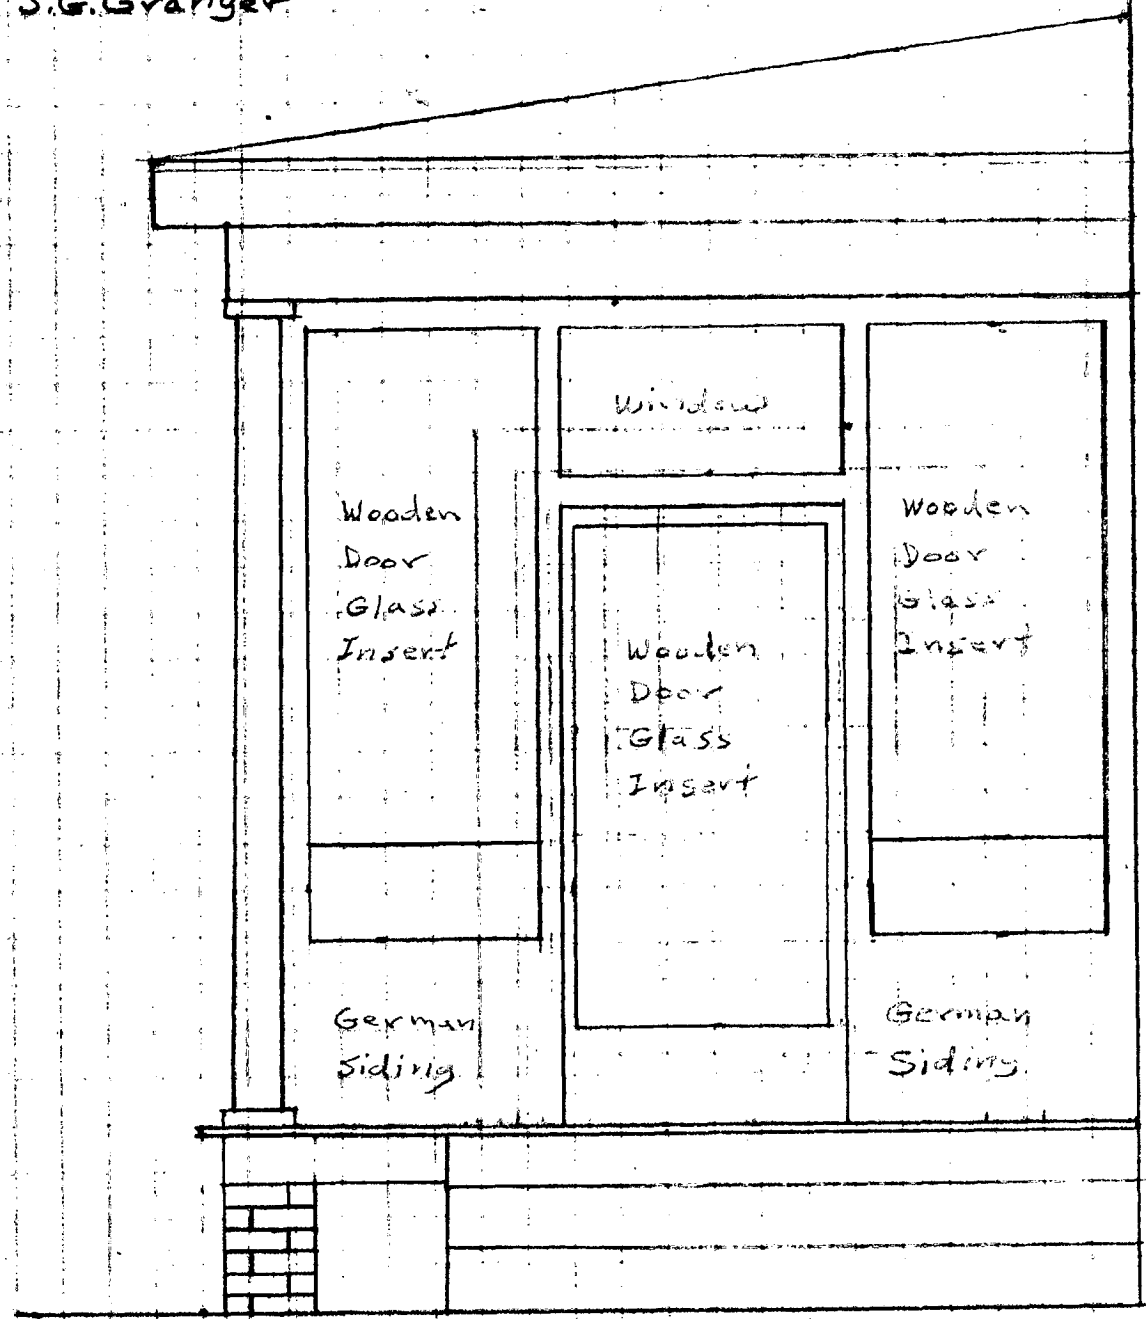 S.G.Granger
Window
Wooden
Door
Glass
Insert
Wooden
Door
Glass
Insert
Wooden
Door
Glass
Insert
German
Siding
German
Siding